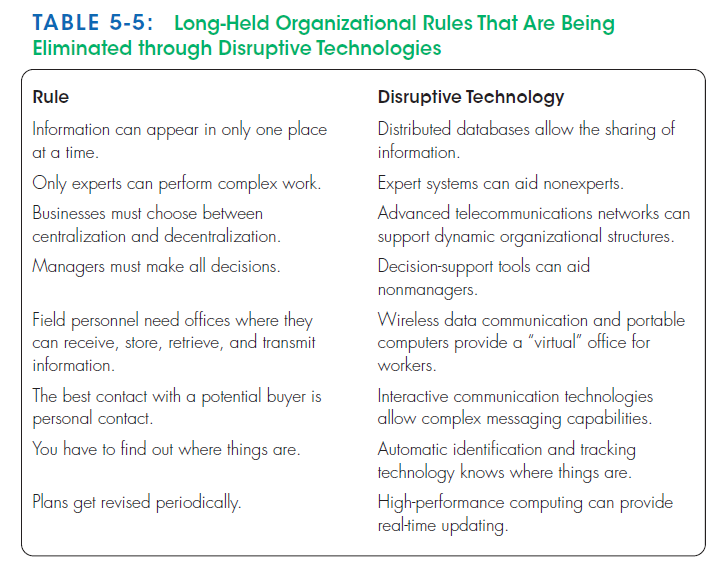 TABLE 5-5: Long-Held Organizational Rules That Are Being
Eliminated through Disruptive Technologies
Rule
Disruptive Technology
Information can appear in only one place
at a time.
Distributed databases allow the sharing of
information.
Only experts can perform complex work.
Expert systems can aid nonexperts.
Businesses must choose between
centralization and decentralization.
Advanced telecommunications networks can
support dynamic organizational structures.
Managers must make all decisions.
Decision-support tools can aid
nonmanagers.
Field personnel need offices where they
can receive, store, retrieve, and transmit
information.
Wireless data communication and portable
computers provide a “virtual” office for
workers.
The best contact with a potential buyer is
personal contact.
Interactive communication technologies
allow complex messaging capabilities.
You have to find out where things are.
Automatic identification and tracking
technology knows where things are.
Plans get revised periodically.
High-performance computing can provide
real-time updating.